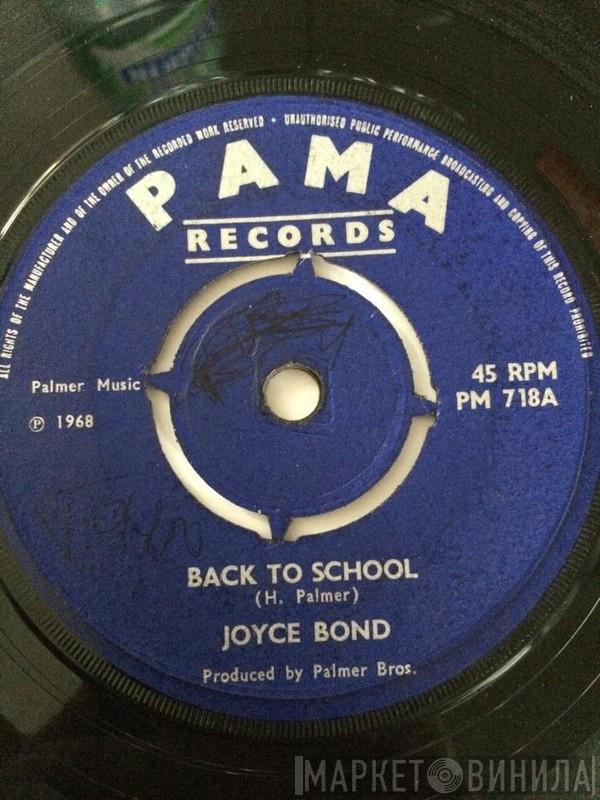 ALL RIGHTS OF THE MANUFACTURER AND OF THE OWNER OF THE RECORDED WORK RESERVED • UNAUTHORISED PUBLIC PERFORMANCE BROADCASTING AND COPYING OF THIS RECORD PROHIBITED
PAMA
RECORDS
Palmer Music
℗ 1968
45 RPM
PM 718A
BACK TO SCHOOL
(H. Palmer)
JOYCE BOND
Produced by Palmer Bros.
МАРКЕТ ВИНИЛА